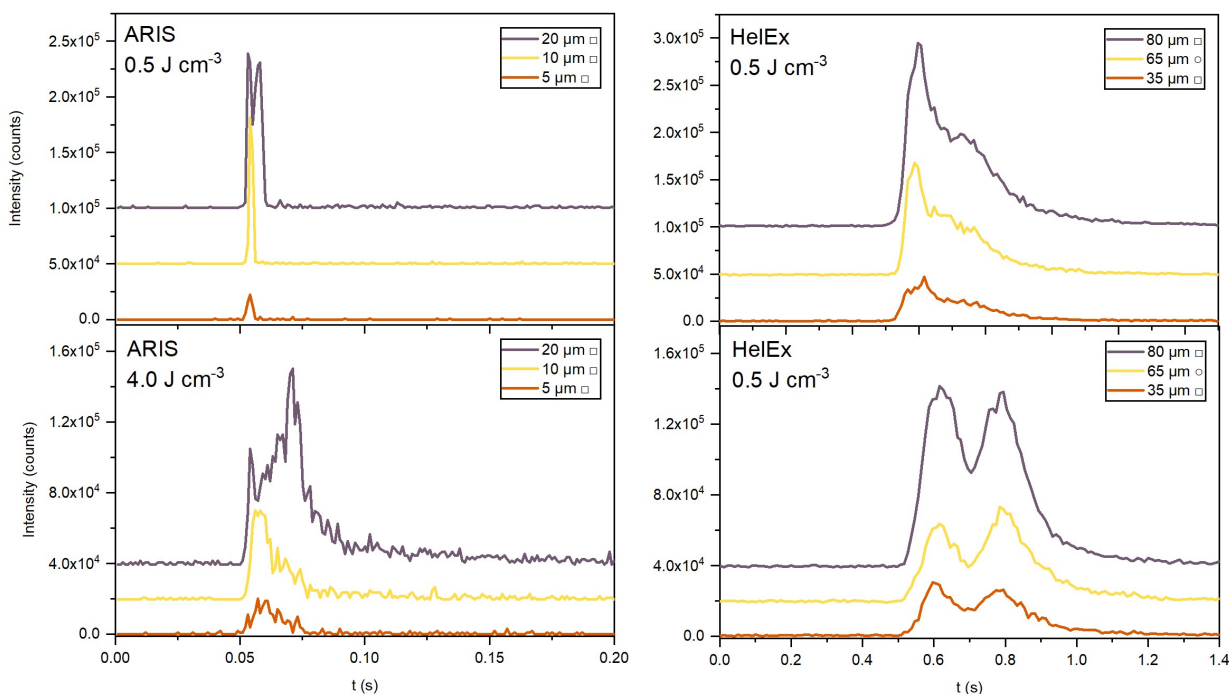 ARIS
0.5 J cm⁻³
20 µm □
10 µm □
5 µm □
2.5x10⁵
2.0x10⁵
1.5x10⁵
1.0x10⁵
5.0x10⁴
0.0
Intensity (counts)
HelEx
0.5 J cm⁻³
80 µm □
65 µm ○
35 µm □
3.0x10⁵
2.5x10⁵
2.0x10⁵
1.5x10⁵
1.0x10⁵
5.0x10⁴
0.0
ARIS
4.0 J cm⁻³
20 µm □
10 µm □
5 µm □
1.6x10⁵
1.2x10⁵
8.0x10⁴
4.0x10⁴
0.0
Intensity (counts)
0.00 0.05 0.10 0.15 0.20
t (s)
HelEx
0.5 J cm⁻³
80 µm □
65 µm ○
35 µm □
1.6x10⁵
1.2x10⁵
8.0x10⁴
4.0x10⁴
0.0
0.0 0.2 0.4 0.6 0.8 1.0 1.2 1.4
t (s)